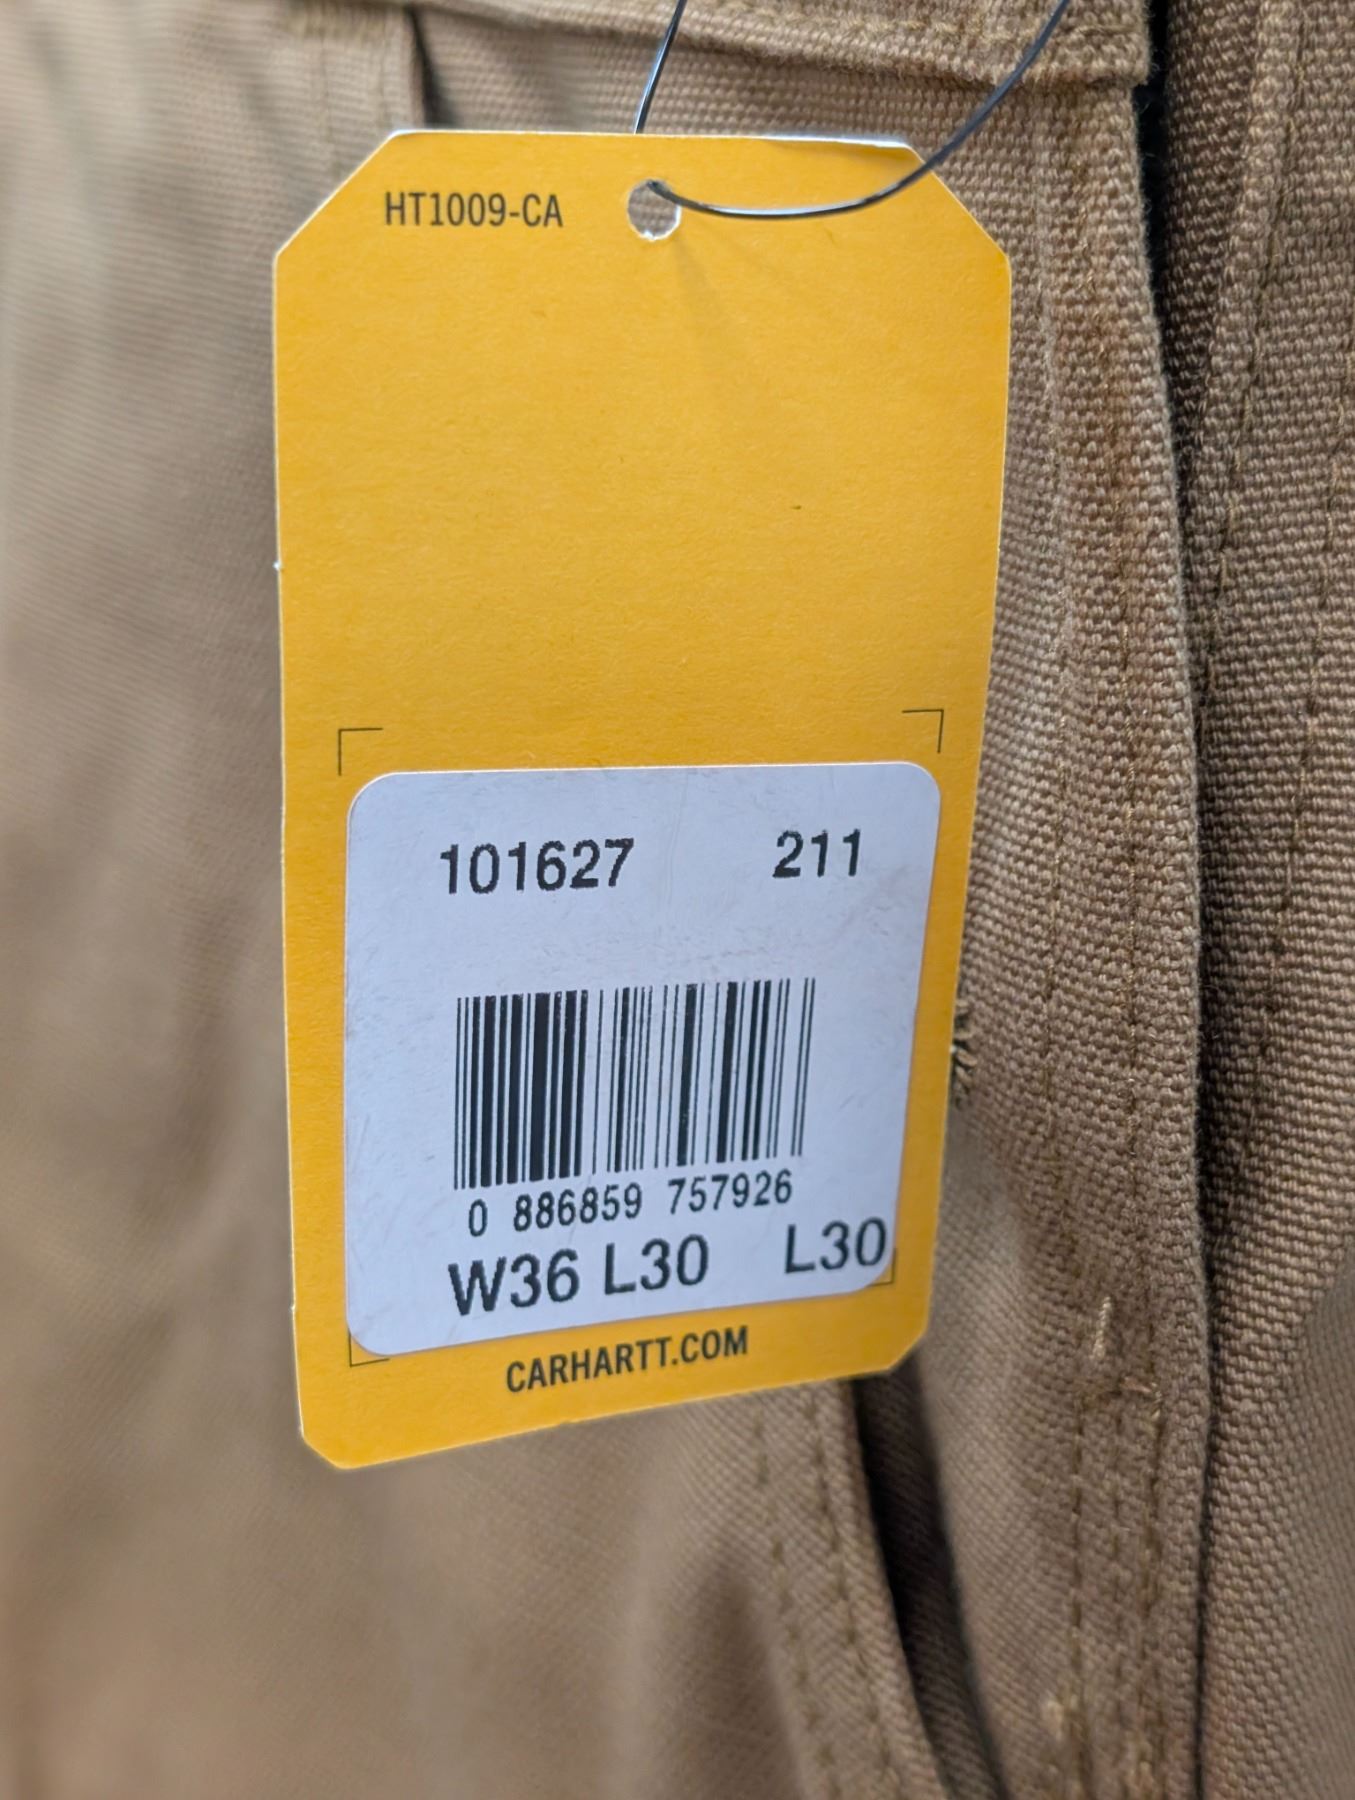 HT1009-CA
101627 211
0 886859 757926
W36 L30 L30
CARHARTT.COM